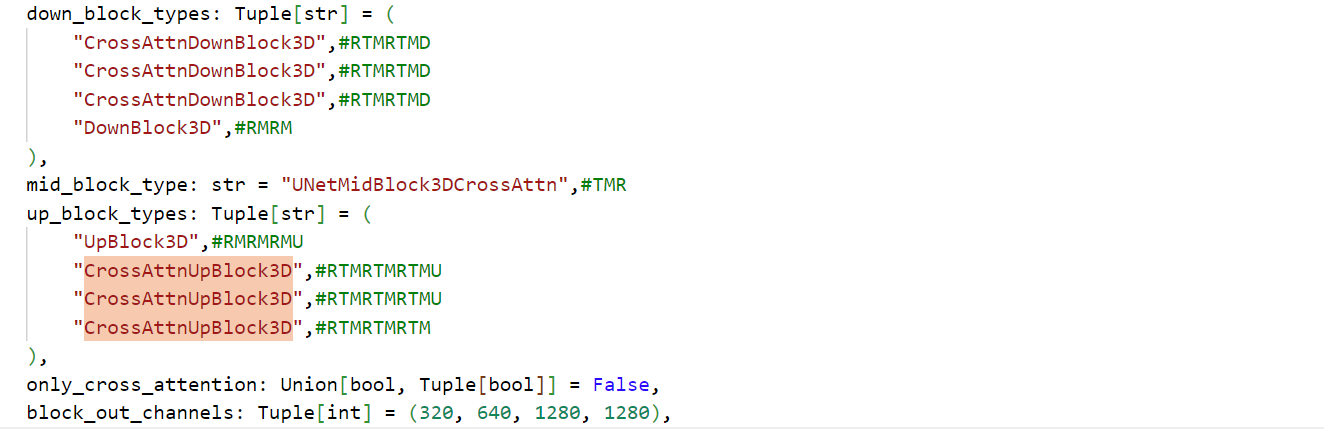 down_block_types: Tuple[str] = (
"CrossAttnDownBlock3D",#RTMRTMD
"CrossAttnDownBlock3D",#RTMRTMD
"CrossAttnDownBlock3D",#RTMRTMD
"DownBlock3D",#RMRM
),
mid_block_type: str = "UNetMidBlock3DCrossAttn",#TMR
up_block_types: Tuple[str] = (
"UpBlock3D",#RMRMRMU
"CrossAttnUpBlock3D",#RTMRTMRTMU
"CrossAttnUpBlock3D",#RTMRTMRTMU
"CrossAttnUpBlock3D",#RTMRTMRTM
),
only_cross_attention: Union[bool, Tuple[bool]] = False,
block_out_channels: Tuple[int] = (320, 640, 1280, 1280),